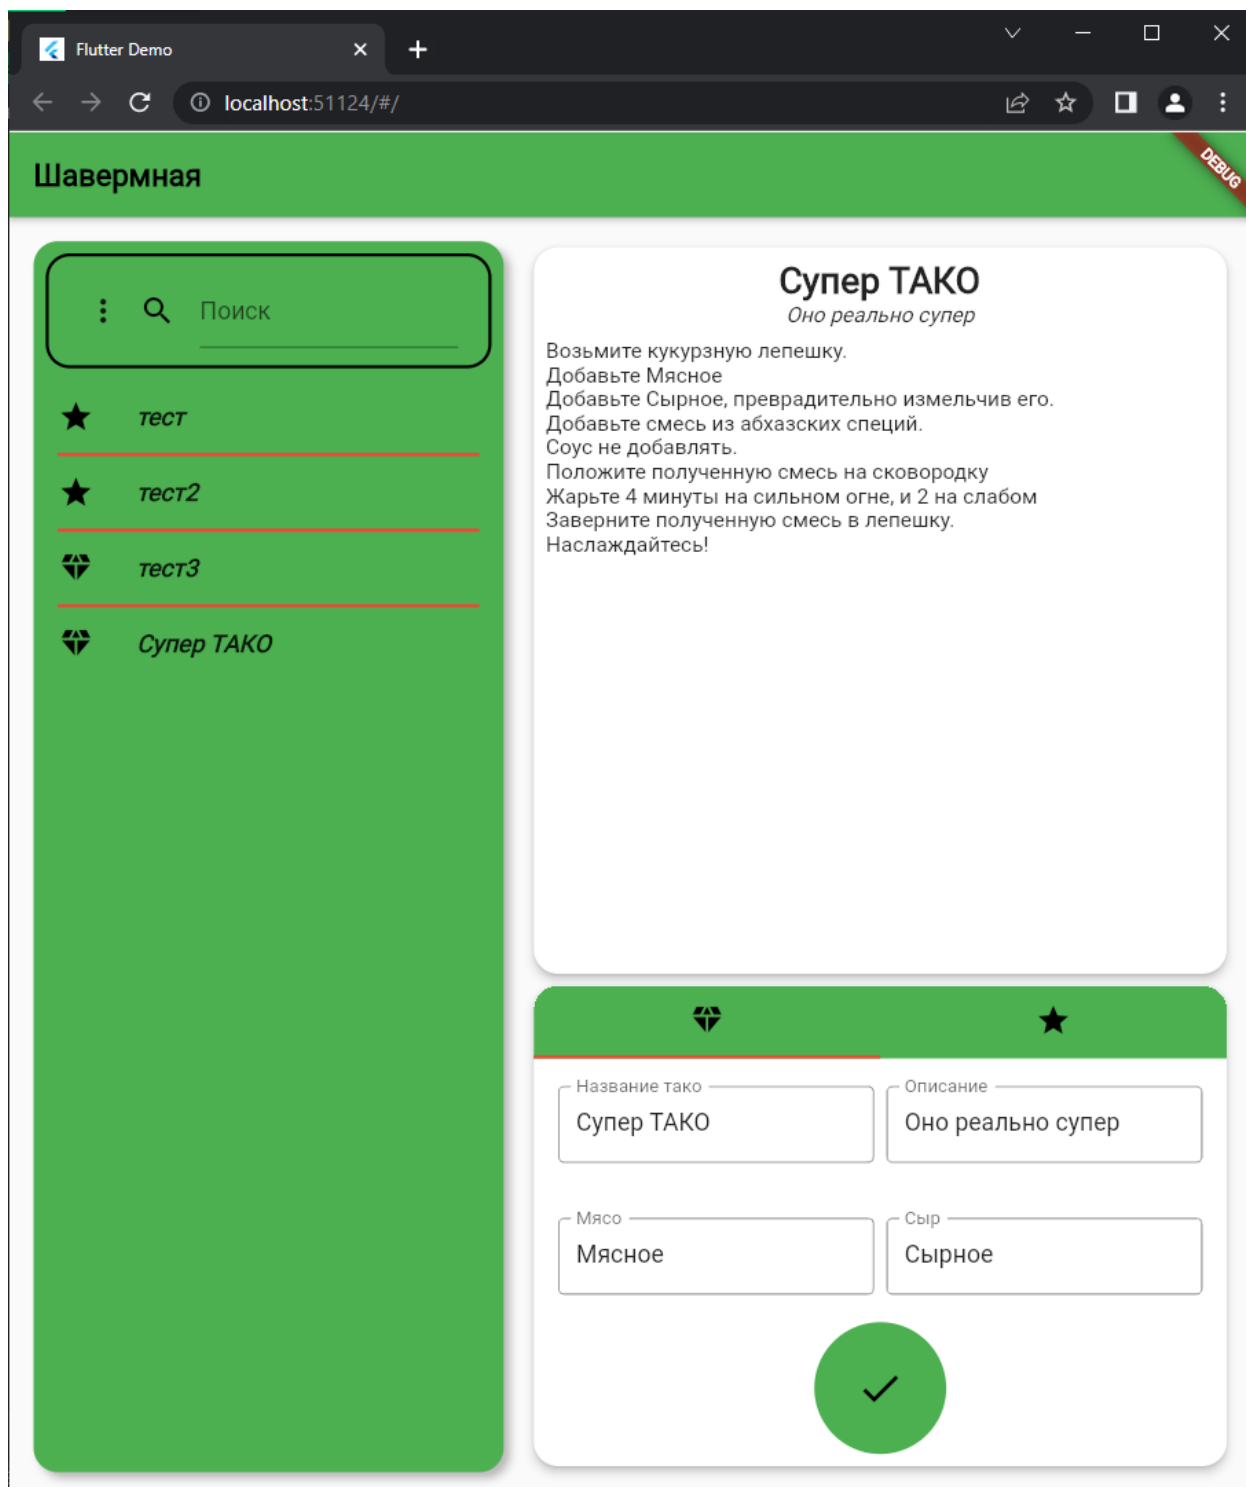 Flutter Demo
localhost:51124/#/
Шавермная
DEBUG
Поиск
тест
тест2
тест3
Супер ТАКО
Супер ТАКО
Оно реально супер
Возьмите кукурзную лепешку.
Добавьте Мясное
Добавьте Сырное, преврадительно измельчив его.
Добавьте смесь из абхазских специй.
Соус не добавлять.
Положите полученную смесь на сковородку
Жарьте 4 минуты на сильном огне, и 2 на слабом
Заверните полученную смесь в лепешку.
Наслаждайтесь!
Название тако
Супер ТАКО
Описание
Оно реально супер
Мясо
Мясное
Сыр
Сырное